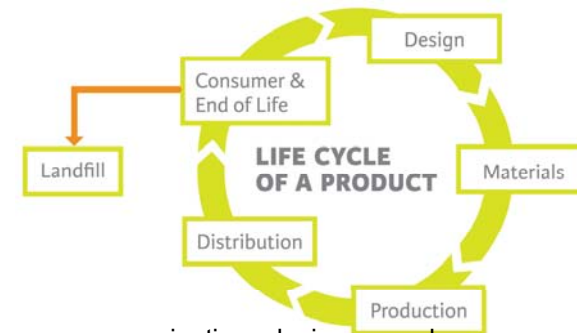 Design
Consumer &
End of Life
LIFE CYCLE
OF A PRODUCT
Landfill
Materials
Distribution
Production